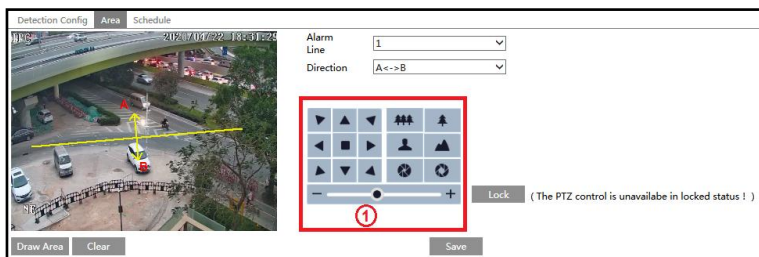 Detection Config Area Schedule
2020/04/22 18:31:29
Alarm Line
1
Direction
A<->B
A
B
Lock
( The PTZ control is unavailabe in locked status ! )
1
Draw Area Clear
Save